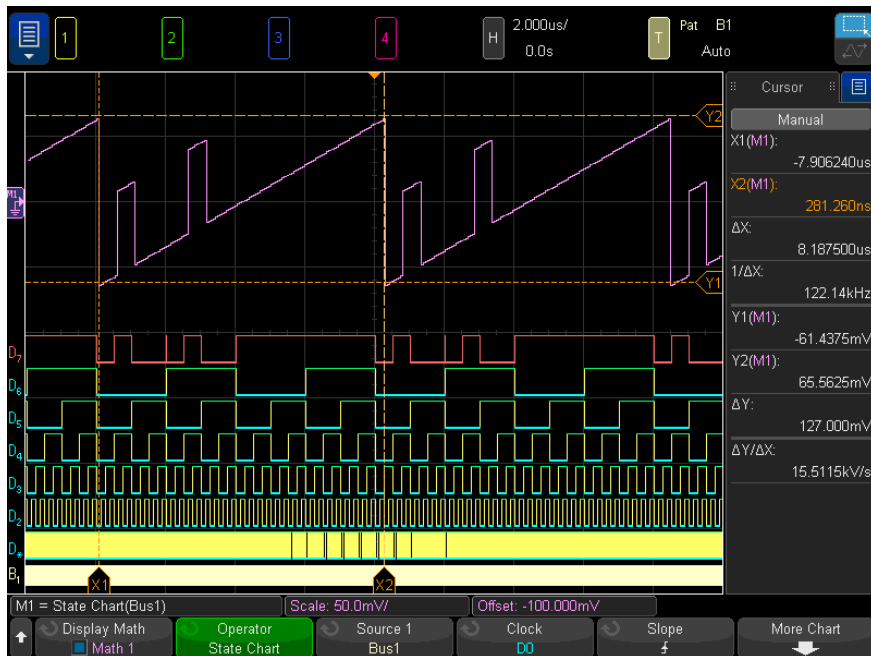 1
2
3
4
H
2.000us/
0.0s
T
Pat B1
Auto
Cursor
Manual
X1(M1):
-7.906240us
X2(M1):
281.260ns
ΔX:
8.187500us
1/ΔX:
122.14kHz
Y1(M1):
-61.4375mV
Y2(M1):
65.5625mV
ΔY:
127.000mV
ΔY/ΔX:
15.5115kV/s
Y2
M1
Y1
D7
D6
D5
D4
D3
D2
D*
B1
X1
X2
M1 = State Chart(Bus1)
Scale: 50.0mV/
Offset: -100.000mV
Display Math
Math 1
Operator
State Chart
Source 1
Bus1
Clock
D0
Slope
More Chart